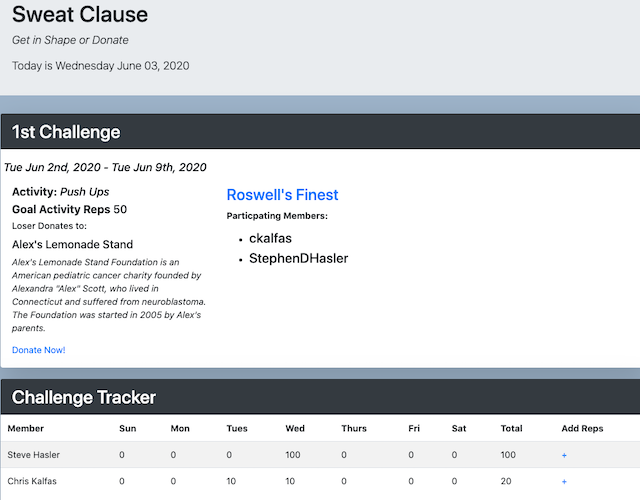 Sweat Clause
Get in Shape or Donate
Today is Wednesday June 03, 2020
1st Challenge
Tue Jun 2nd, 2020 - Tue Jun 9th, 2020
Activity: Push Ups
Goal Activity Reps 50
Loser Donates to:
Alex's Lemonade Stand
Alex's Lemonade Stand Foundation is an
American pediatric cancer charity founded by
Alexandra "Alex" Scott, who lived in
Connecticut and suffered from neuroblastoma.
The Foundation was started in 2005 by Alex's
parents.
Donate Now!
Roswell's Finest
Particpating Members:
ckalfas
StephenDHasler
Challenge Tracker
Member Sun Mon Tues Wed Thurs Fri Sat Total Add Reps
Steve Hasler 0 0 0 100 0 0 0 100 +
Chris Kalfas 0 0 10 10 0 0 0 20 +